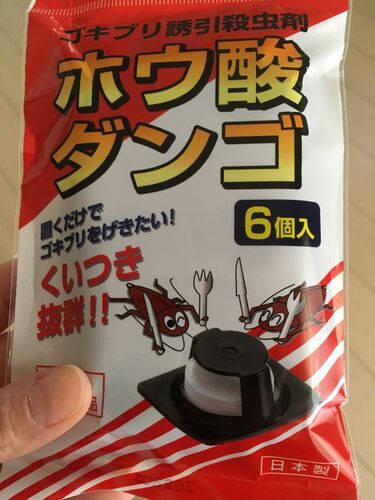 ゴキブリ誘引殺虫剤
ホウ酸
ダンゴ
6個入
置くだけで
ゴキブリをげきたい!
くいつき
抜群!!
品
日本製